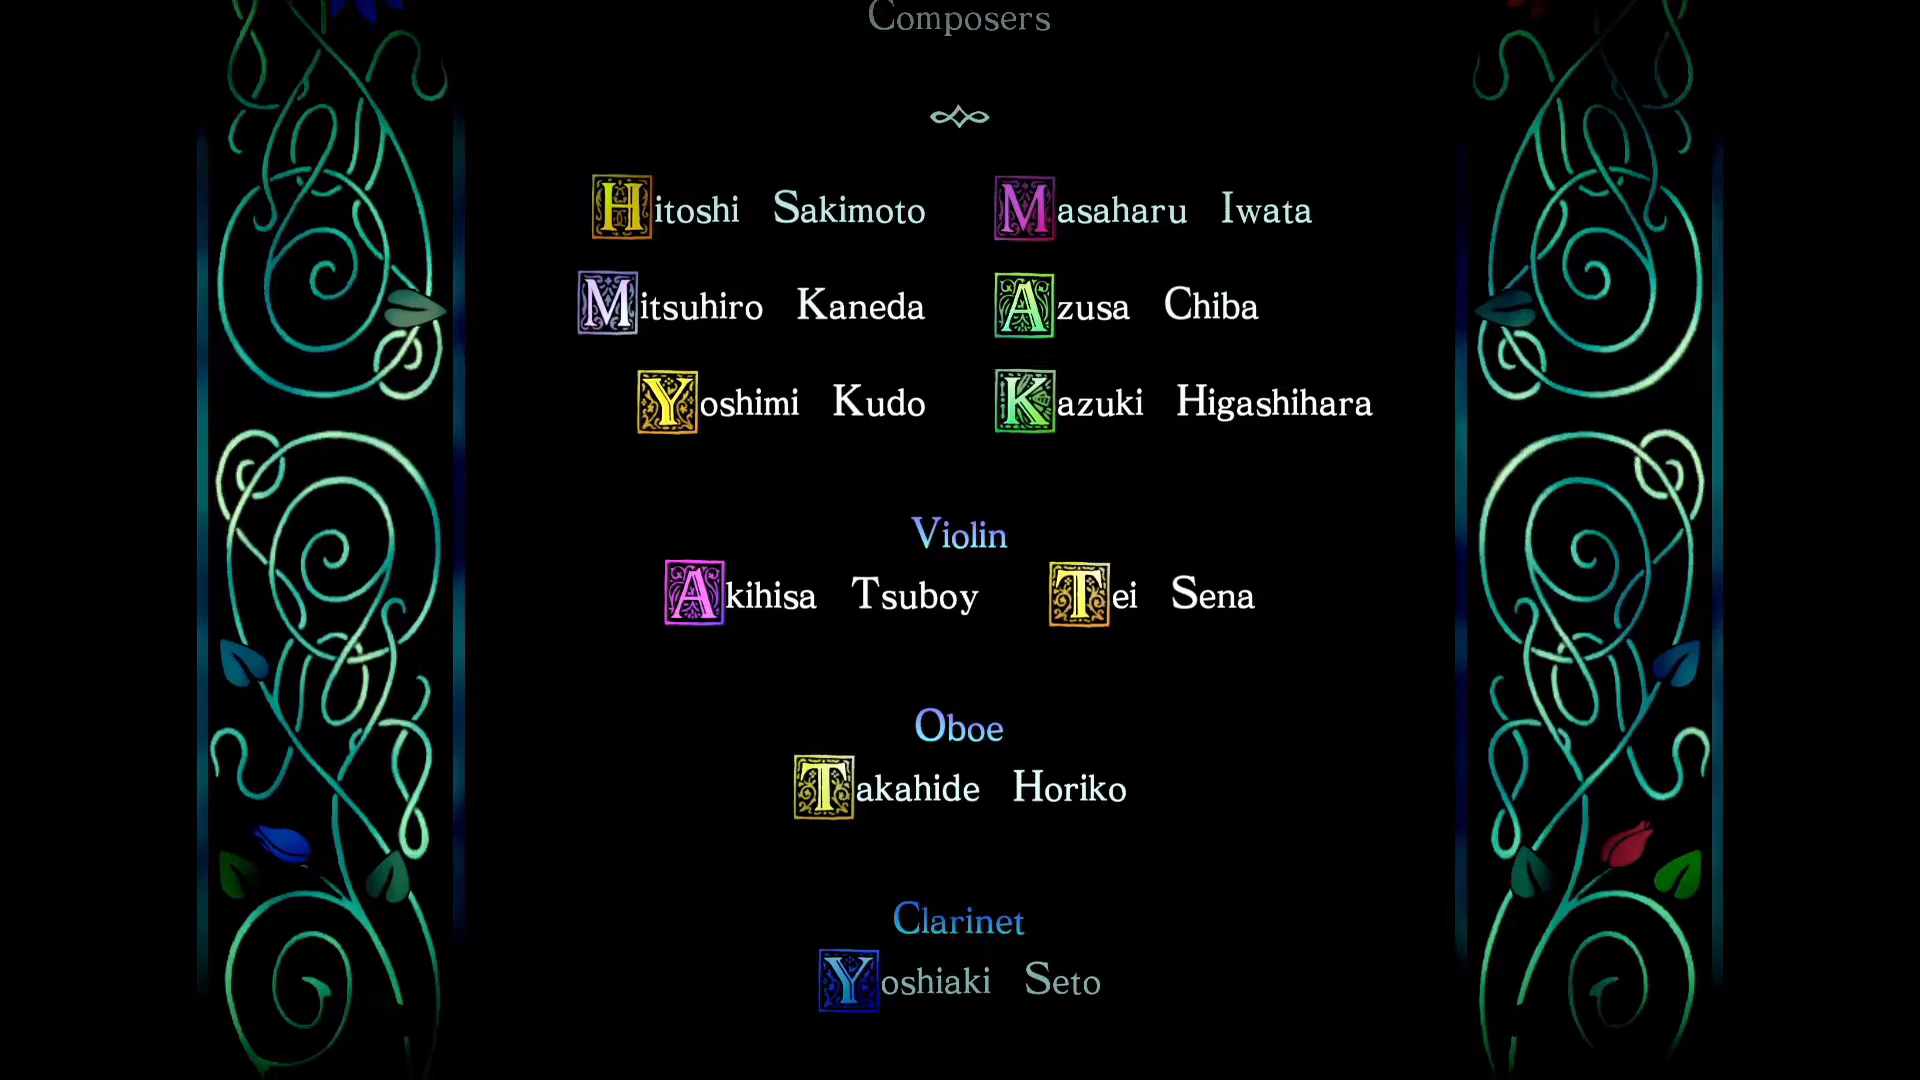 Composers
Hitoshi Sakimoto Masaharu Iwata
Mitsuhiro Kaneda Azusa Chiba
Yoshimi Kudo Kazuki Higashihara
Violin
Akihisa Tsuboy Tei Sena
Oboe
Takahide Horiko
Clarinet
Yoshiaki Seto